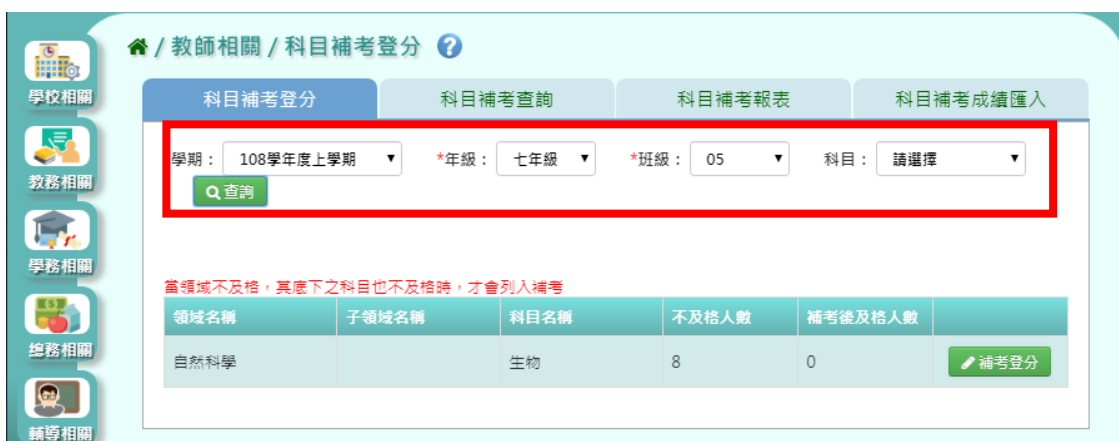 / 教師相關 / 科目補考登分 ?
學校相關
教務相關
學務相關
總務相關
輔導相關
科目補考登分 科目補考查詢 科目補考報表 科目補考成績匯入
學期： 108學年度上學期 *年級： 七年級 *班級： 05 科目： 請選擇
查詢
當領域不及格，其底下之科目也不及格時，才會列入補考
領域名稱 子領域名稱 科目名稱 不及格人數 補考後及格人數
自然科學 生物 8 0 補考登分